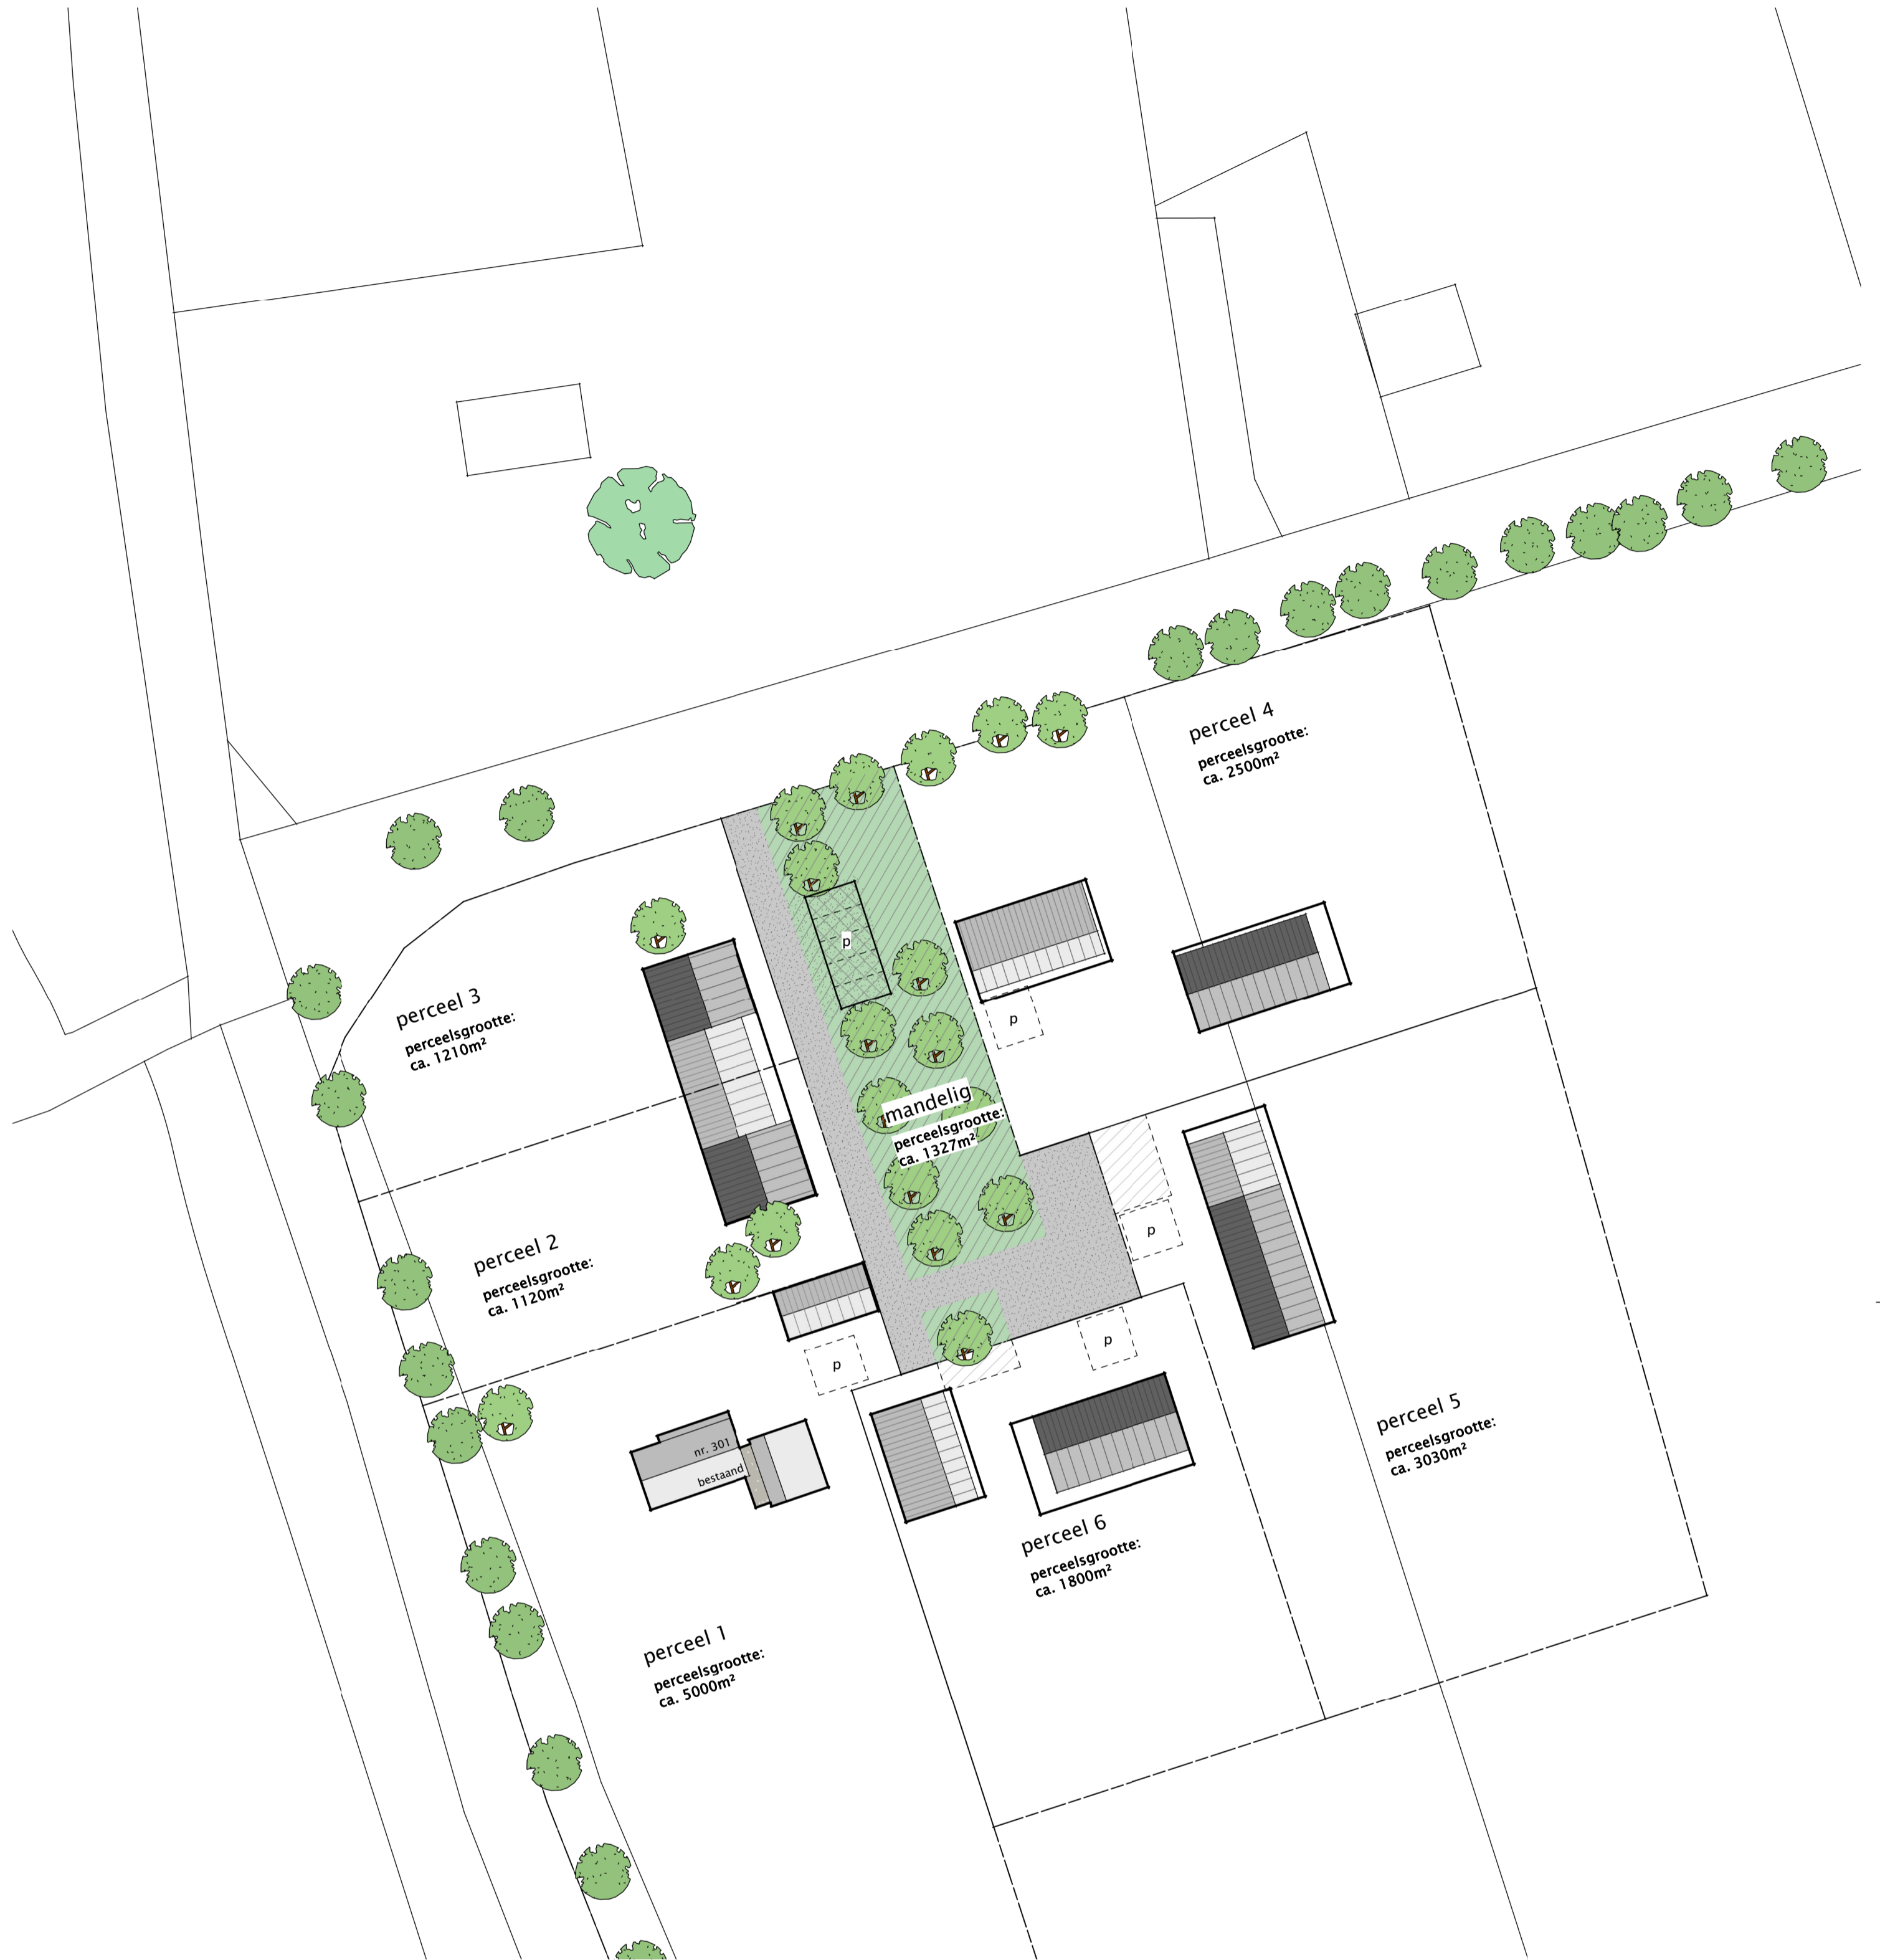 perceel 4
perceelsgrootte:
ca. 2500m²
p
perceel 3
perceelsgrootte:
ca. 1210m²
p
mandelig
perceelsgrootte:
ca. 1327m²
p
perceel 2
perceelsgrootte:
ca. 1120m²
p
p
nr. 301
bestaand
perceel 5
perceelsgrootte:
ca. 3030m²
perceel 6
perceelsgrootte:
ca. 1800m²
perceel 1
perceelsgrootte:
ca. 5000m²